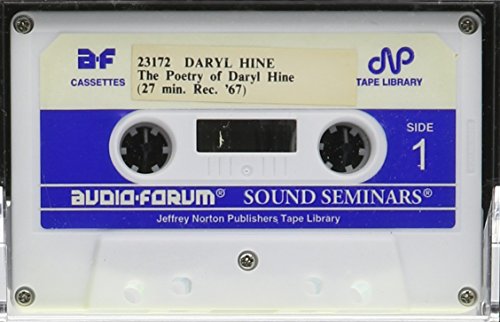 a-f
CASSETTES
23172 DARYL HINE
The Poetry of Daryl Hine
(27 min. Rec. '67)
TAPE LIBRARY
SIDE
1
AUDIO-FORUM® SOUND SEMINARS®
Jeffrey Norton Publishers Tape Library